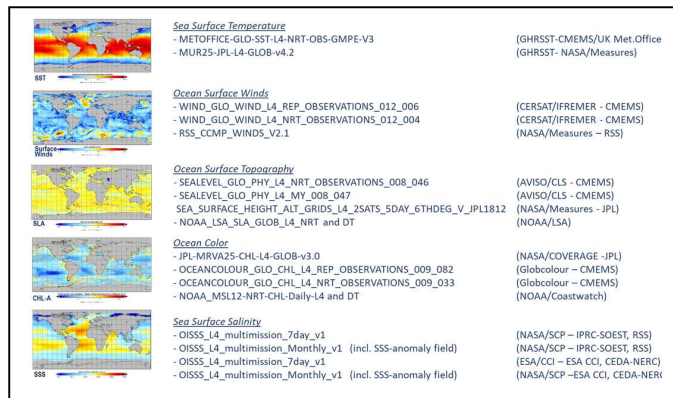 Sea Surface Temperature
- METOFFICE-GLO-SST-L4-NRT-OBS-GMPE-V3 (GHRSST-CMEMS/UK Met.Office
- MUR25-JPL-L4-GLOB-v4.2 (GHRSST- NASA/Measures)
SST
Ocean Surface Winds
- WIND_GLO_WIND_L4_REP_OBSERVATIONS_012_006 (CERSAT/IFREMER - CMEMS)
- WIND_GLO_WIND_L4_NRT_OBSERVATIONS_012_004 (CERSAT/IFREMER - CMEMS)
- RSS_CCMP_WINDS_V2.1 (NASA/Measures – RSS)
Surface
Winds
Ocean Surface Topography
- SEALEVEL_GLO_PHY_L4_NRT_OBSERVATIONS_008_046 (AVISO/CLS - CMEMS)
- SEALEVEL_GLO_PHY_L4_MY_008_047 (AVISO/CLS - CMEMS)
SEA_SURFACE_HEIGHT_ALT_GRIDS_L4_2SATS_5DAY_6THDEG_V_JPL1812 (NASA/Measures - JPL)
- NOAA_LSA_SLA_GLOB_L4_NRT and DT (NOAA/LSA)
SLA
Ocean Color
- JPL-MRVA25-CHL-L4-GLOB-v3.0 (NASA/COVERAGE -JPL)
- OCEANCOLOUR_GLO_CHL_L4_REP_OBSERVATIONS_009_082 (Globcolour – CMEMS)
- OCEANCOLOUR_GLO_CHL_L4_NRT_OBSERVATIONS_009_033 (Globcolour – CMEMS)
- NOAA_MSL12-NRT-CHL-Daily-L4 and DT (NOAA/Coastwatch)
CHL-A
Sea Surface Salinity
- OISSS_L4_multimission_7day_v1 (NASA/SCP – IPRC-SOEST, RSS)
- OISSS_L4_multimission_Monthly_v1 (incl. SSS-anomaly field) (NASA/SCP – IPRC-SOEST, RSS)
- OISSS_L4_multimission_7day_v1 (ESA/CCI – ESA CCI, CEDA-NERC)
- OISSS_L4_multimission_Monthly_v1 (incl. SSS-anomaly field) (NASA/SCP –ESA CCI, CEDA-NERC
SSS